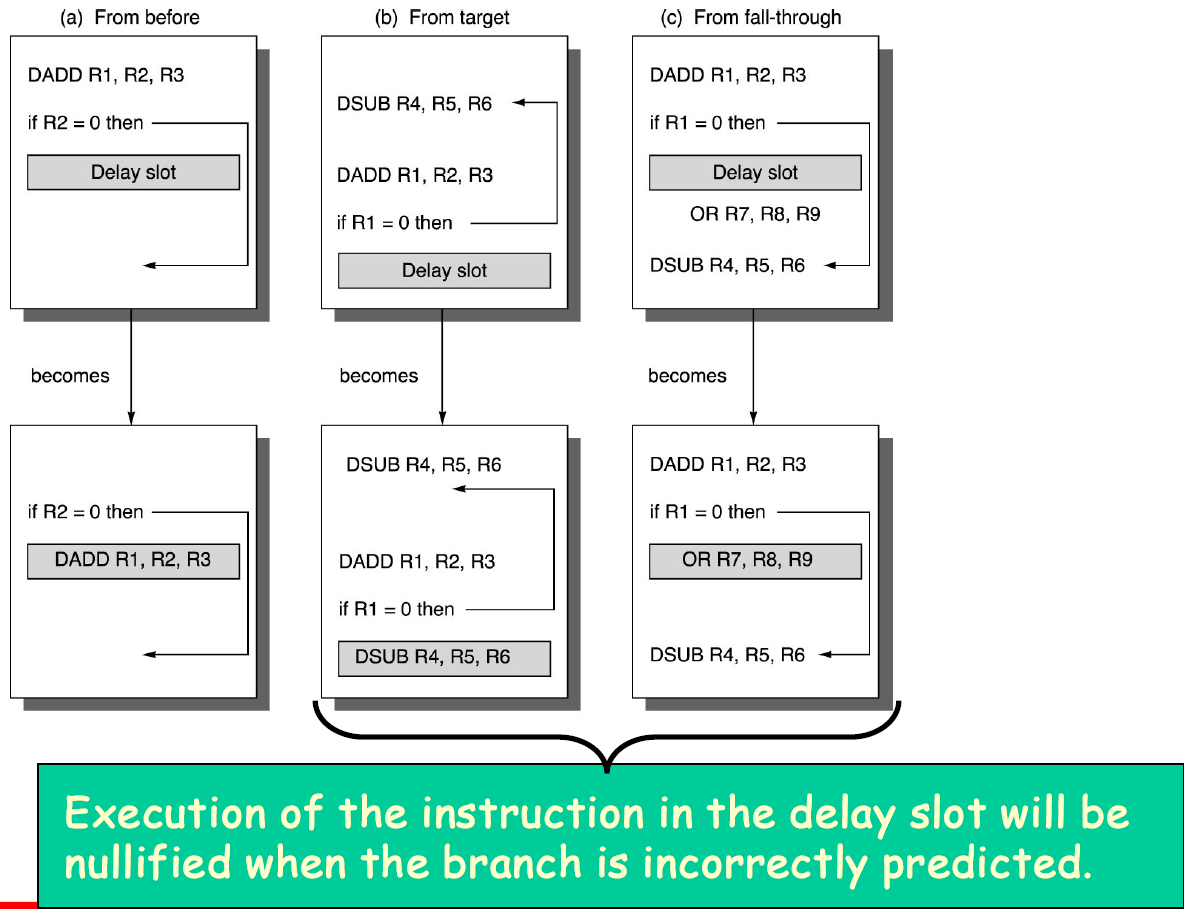 (a) From before
DADD R1, R2, R3
if R2 = 0 then
Delay slot
becomes
if R2 = 0 then
DADD R1, R2, R3
(b) From target
DSUB R4, R5, R6
DADD R1, R2, R3
if R1 = 0 then
Delay slot
becomes
DSUB R4, R5, R6
DADD R1, R2, R3
if R1 = 0 then
DSUB R4, R5, R6
(c) From fall-through
DADD R1, R2, R3
if R1 = 0 then
Delay slot
OR R7, R8, R9
DSUB R4, R5, R6
becomes
DADD R1, R2, R3
if R1 = 0 then
OR R7, R8, R9
DSUB R4, R5, R6
Execution of the instruction in the delay slot will be
nullified when the branch is incorrectly predicted.